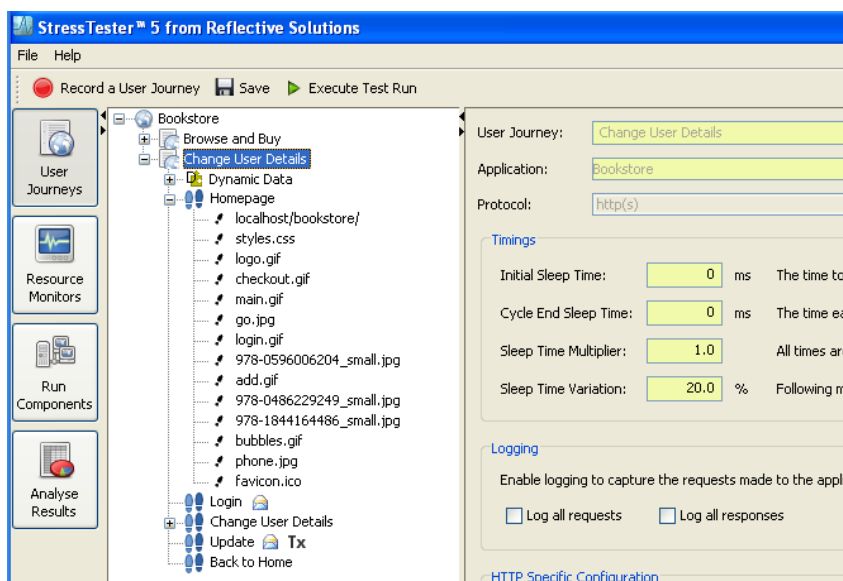 StressTester™ 5 from Reflective Solutions
File Help
Record a User Journey Save Execute Test Run
User Journeys
Resource Monitors
Run Components
Analyse Results
Bookstore
Browse and Buy
Change User Details
Dynamic Data
Homepage
localhost/bookstore/
styles.css
logo.gif
checkout.gif
main.gif
go.jpg
login.gif
978-0596006204_small.jpg
add.gif
978-0486229249_small.jpg
978-1844164486_small.jpg
bubbles.gif
phone.jpg
favicon.ico
Login
Change User Details
Update Tx
Back to Home
User Journey: Change User Details
Application: Bookstore
Protocol: http(s)
Timings
Initial Sleep Time: 0 ms The time to
Cycle End Sleep Time: 0 ms The time ea
Sleep Time Multiplier: 1.0 All times ar
Sleep Time Variation: 20.0 % Following m
Logging
Enable logging to capture the requests made to the appli
Log all requests Log all responses
HTTP Specific Configuration